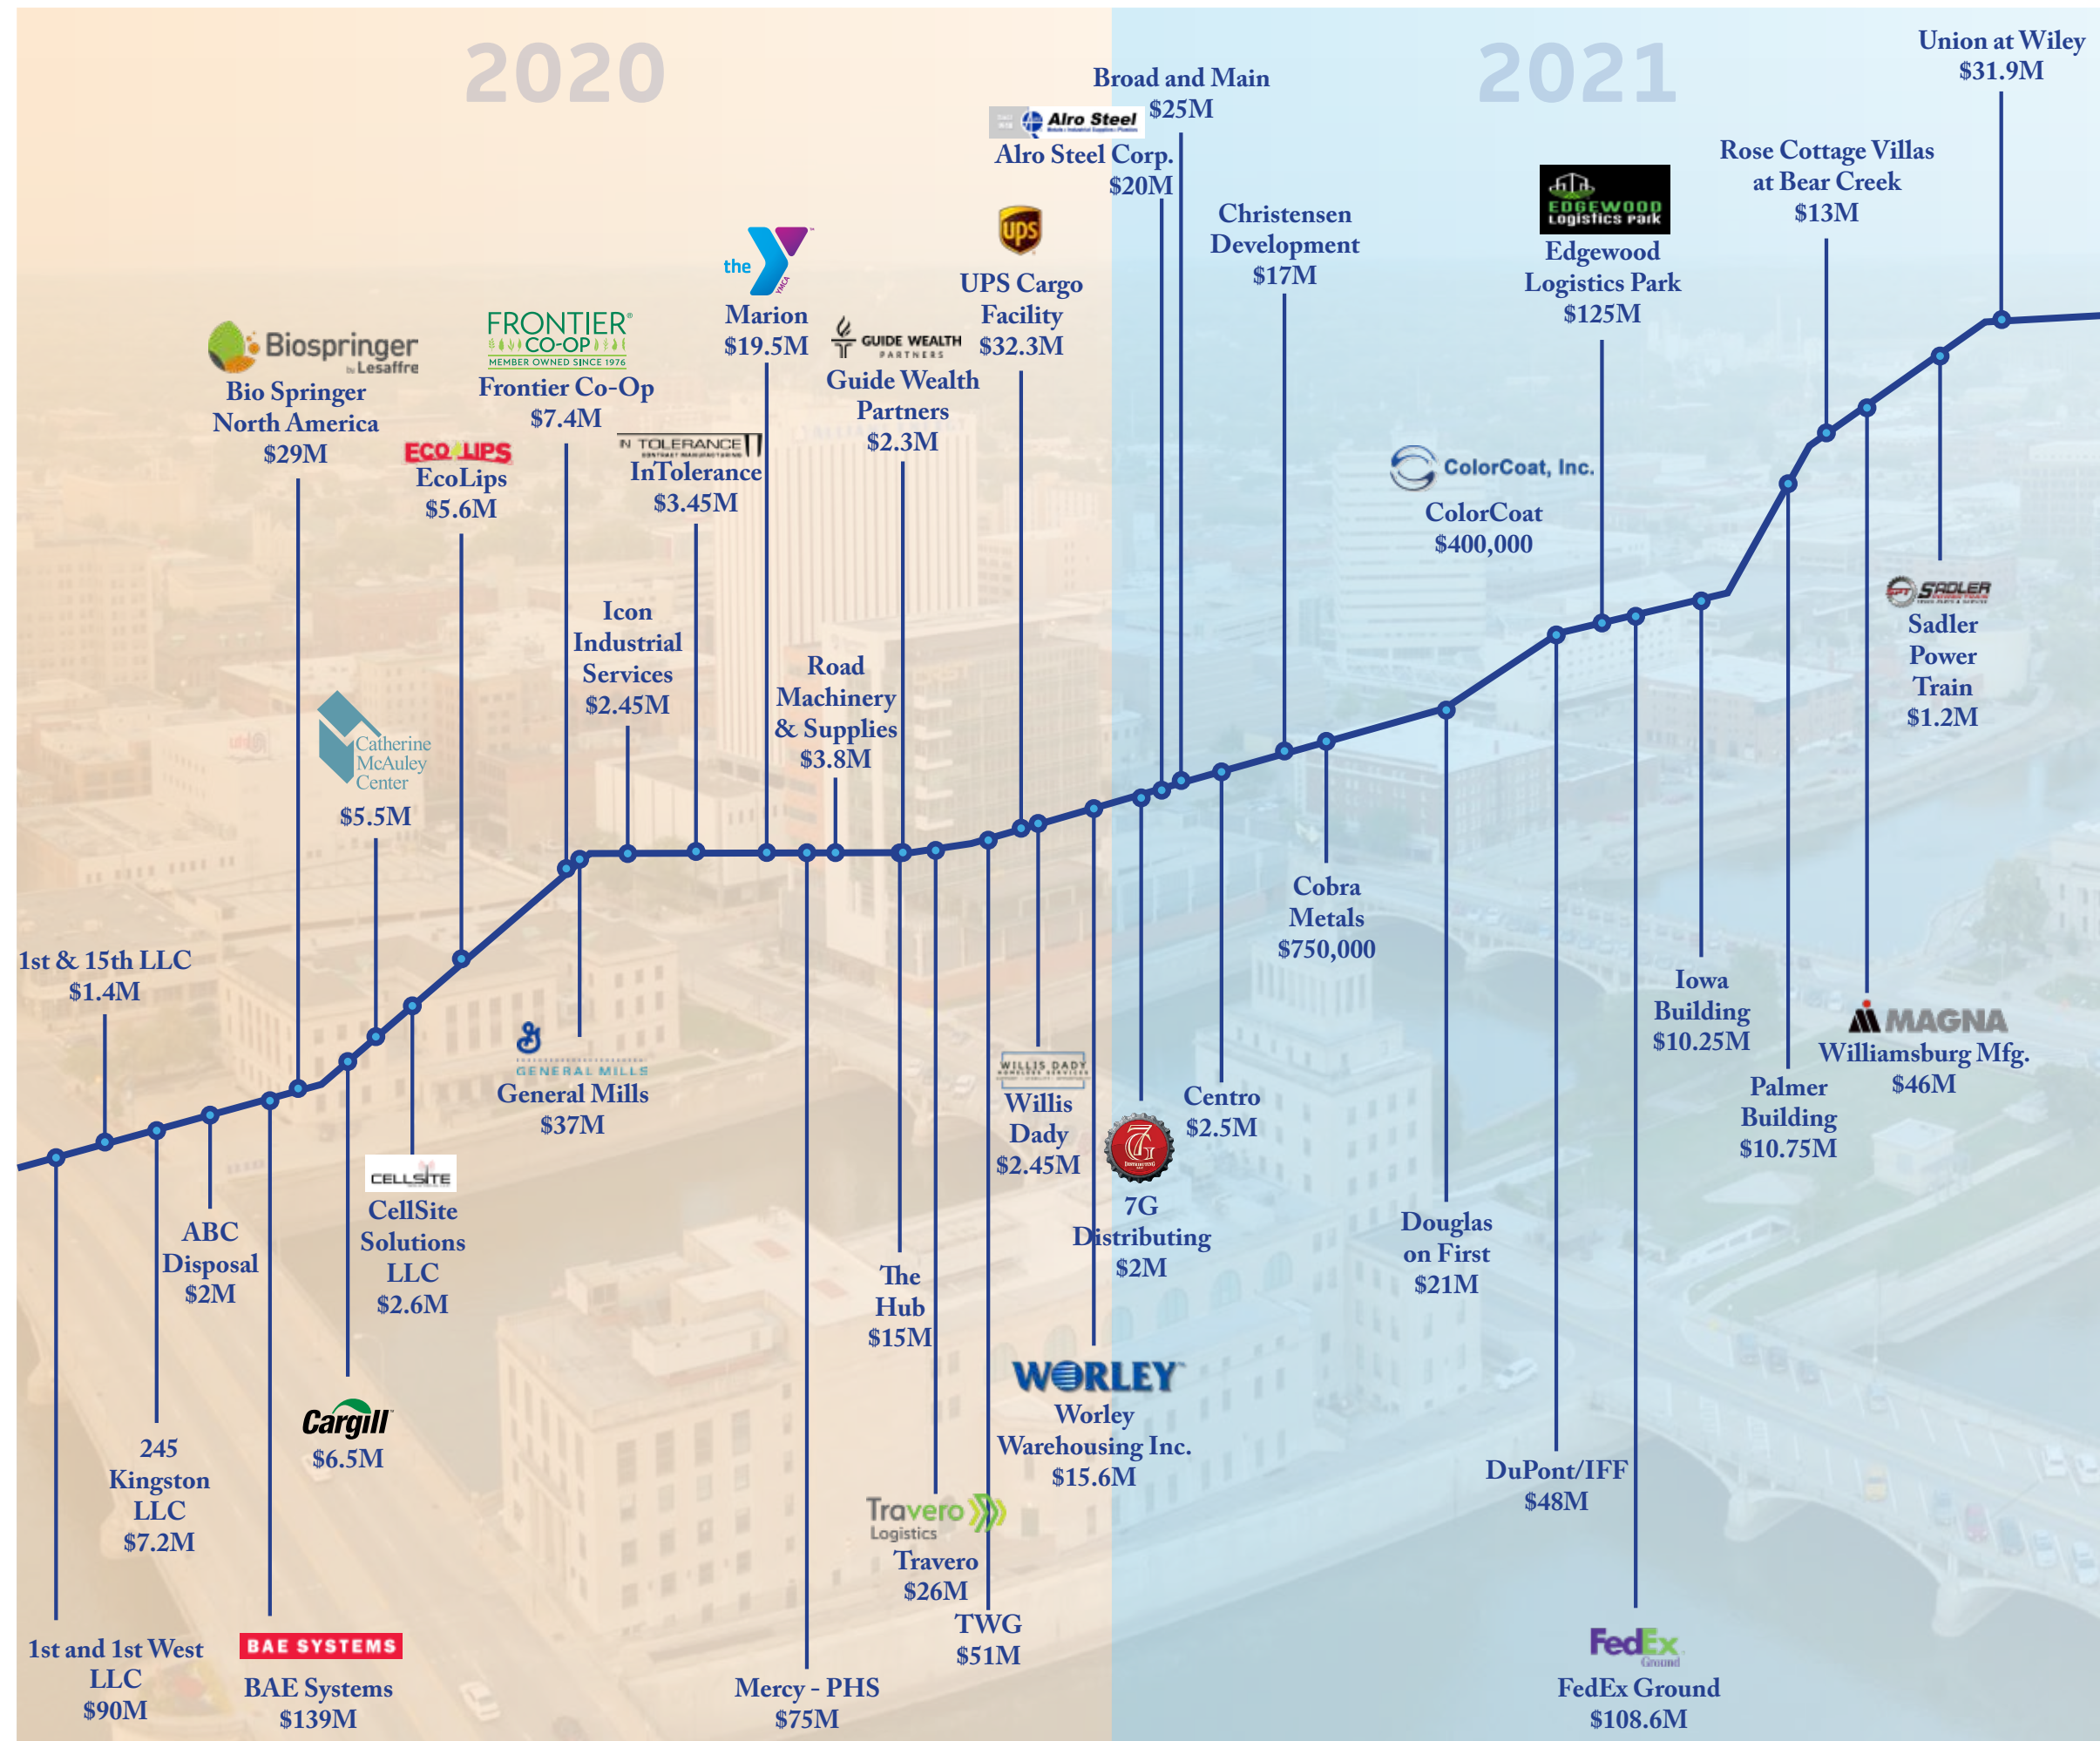 2020
2021
Union at Wiley
$31.9M
Broad and Main
$25M
Alro Steel
Alro Steel Corp.
$20M
Rose Cottage Villas
at Bear Creek
$13M
Christensen
Development
$17M
EDGEWOOD
Logistics Park
Edgewood
Logistics Park
$125M
ups
UPS Cargo
Facility
$32.3M
the
YMCA
Marion
$19.5M
GUIDE WEALTH
PARTNERS
Guide Wealth
Partners
$2.3M
FRONTIER®
CO-OP
MEMBER OWNED SINCE 1976
Frontier Co-Op
$7.4M
Biospringer
by Lesaffre
Bio Springer
North America
$29M
ECO LIPS
EcoLips
$5.6M
IN TOLERANCE
CONTRACT MANUFACTURING
InTolerance
$3.45M
ColorCoat, Inc.
ColorCoat
$400,000
SADLER
Sadler
Power
Train
$1.2M
Icon
Industrial
Services
$2.45M
Road
Machinery
& Supplies
$3.8M
Catherine
McAuley
Center
$5.5M
Cobra
Metals
$750,000
1st & 15th LLC
$1.4M
Iowa
Building
$10.25M
MAGNA
Williamsburg Mfg.
$46M
GENERAL MILLS
General Mills
$37M
WILLIS DADY
HOMELESS SERVICES
Willis
Dady
$2.45M
Centro
$2.5M
Palmer
Building
$10.75M
CELLSITE
CellSite
Solutions
LLC
$2.6M
7G
DISTRIBUTING
7G
Distributing
$2M
ABC
Disposal
$2M
Douglas
on First
$21M
The
Hub
$15M
WORLEY
Worley
Warehousing Inc.
$15.6M
Cargill™
$6.5M
245
Kingston
LLC
$7.2M
DuPont/IFF
$48M
Travero
Logistics
Travero
$26M
TWG
$51M
1st and 1st West
LLC
$90M
BAE SYSTEMS
BAE Systems
$139M
Mercy - PHS
$75M
FedEx
Ground
FedEx Ground
$108.6M